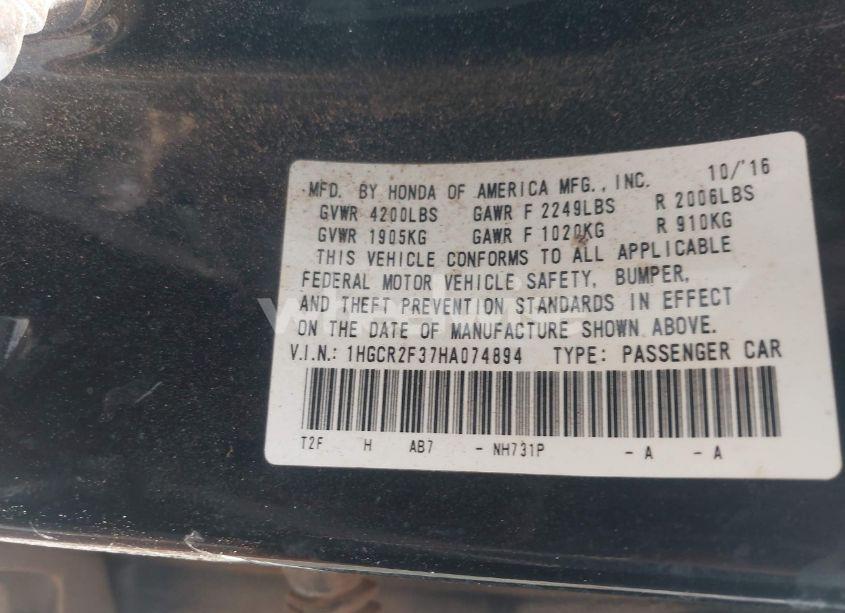 MFD. BY HONDA OF AMERICA MFG., INC. 10/'16
GVWR 4200LBS GAWR F 2249LBS R 2006LBS
GVWR 1905KG GAWR F 1020KG R 910KG
THIS VEHICLE CONFORMS TO ALL APPLICABLE
FEDERAL MOTOR VEHICLE SAFETY, BUMPER,
AND THEFT PREVENTION STANDARDS IN EFFECT
ON THE DATE OF MANUFACTURE SHOWN ABOVE.
V.I.N.: 1HGCR2F37HA074894 TYPE: PASSENGER CAR
T2F H AB7 - NH731P - A - A